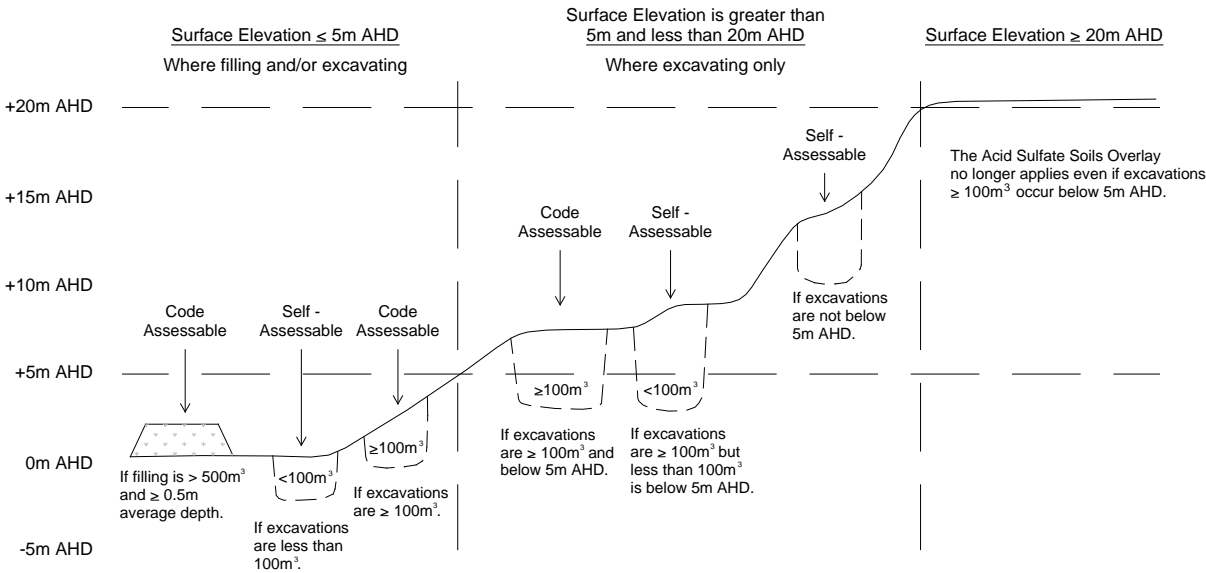 Surface Elevation ≤ 5m AHD
Where filling and/or excavating
Surface Elevation is greater than
5m and less than 20m AHD
Where excavating only
Surface Elevation ≥ 20m AHD
+20m AHD
+15m AHD
+10m AHD
+5m AHD
0m AHD
-5m AHD
Code
Assessable
If filling is > 500m³
and ≥ 0.5m
average depth.
Self -
Assessable
<100m³
If excavations
are less than
100m³.
Code
Assessable
≥100m³
If excavations
are ≥ 100m³.
Code
Assessable
≥100m³
If excavations
are ≥ 100m³ and
below 5m AHD.
Self -
Assessable
<100m³
If excavations
are ≥ 100m³ but
less than 100m³
is below 5m AHD.
Self -
Assessable
If excavations
are not below
5m AHD.
The Acid Sulfate Soils Overlay
no longer applies even if excavations
≥ 100m³ occur below 5m AHD.